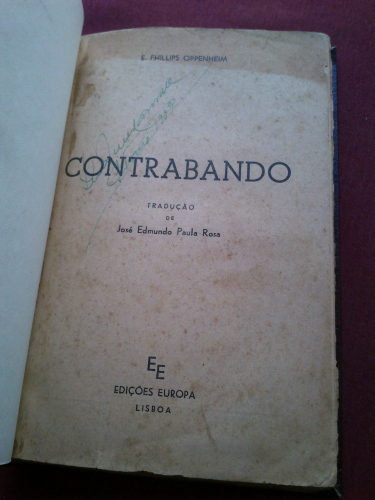 E. PHILLIPS OPPENHEIM
CONTRABANDO
TRADUÇÃO
DE
José Edmundo Paula Rosa
EE
EDIÇÕES EUROPA
LISBOA